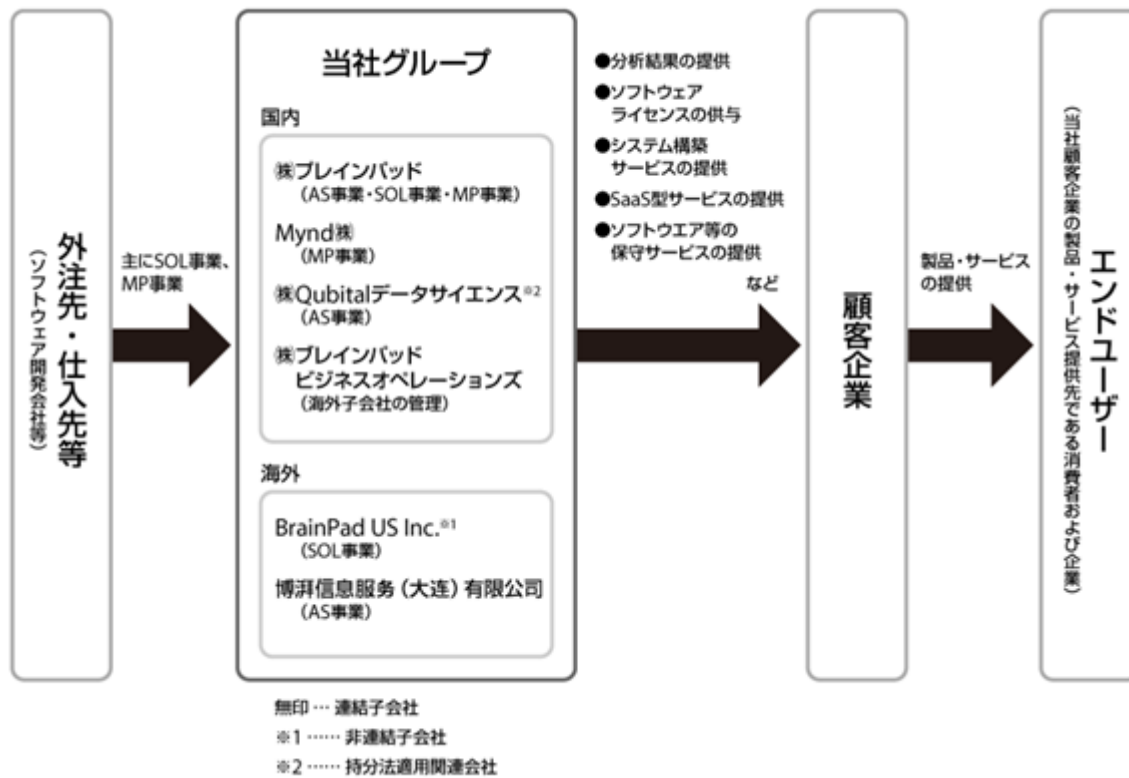 外注先・仕入先等
(ソフトウェア開発会社等)
主にSOL事業、
MP事業
当社グループ
国内
㈱ブレインパッド
(AS事業・SOL事業・MP事業)
Mynd㈱
(MP事業)
㈱Qubitalデータサイエンス※2
(AS事業)
㈱ブレインパッド
ビジネスオペレーションズ
(海外子会社の管理)
海外
BrainPad US Inc.※1
(SOL事業)
博湃信息服务(大连)有限公司
(AS事業)
●分析結果の提供
●ソフトウェア
ライセンスの供与
●システム構築
サービスの提供
●SaaS型サービスの提供
●ソフトウエア等の
保守サービスの提供
など
顧客企業
製品・サービス
の提供
エンドユーザー
(当社顧客企業の製品・サービス提供先である消費者および企業)
無印 … 連結子会社
※1 …… 非連結子会社
※2 …… 持分法適用関連会社